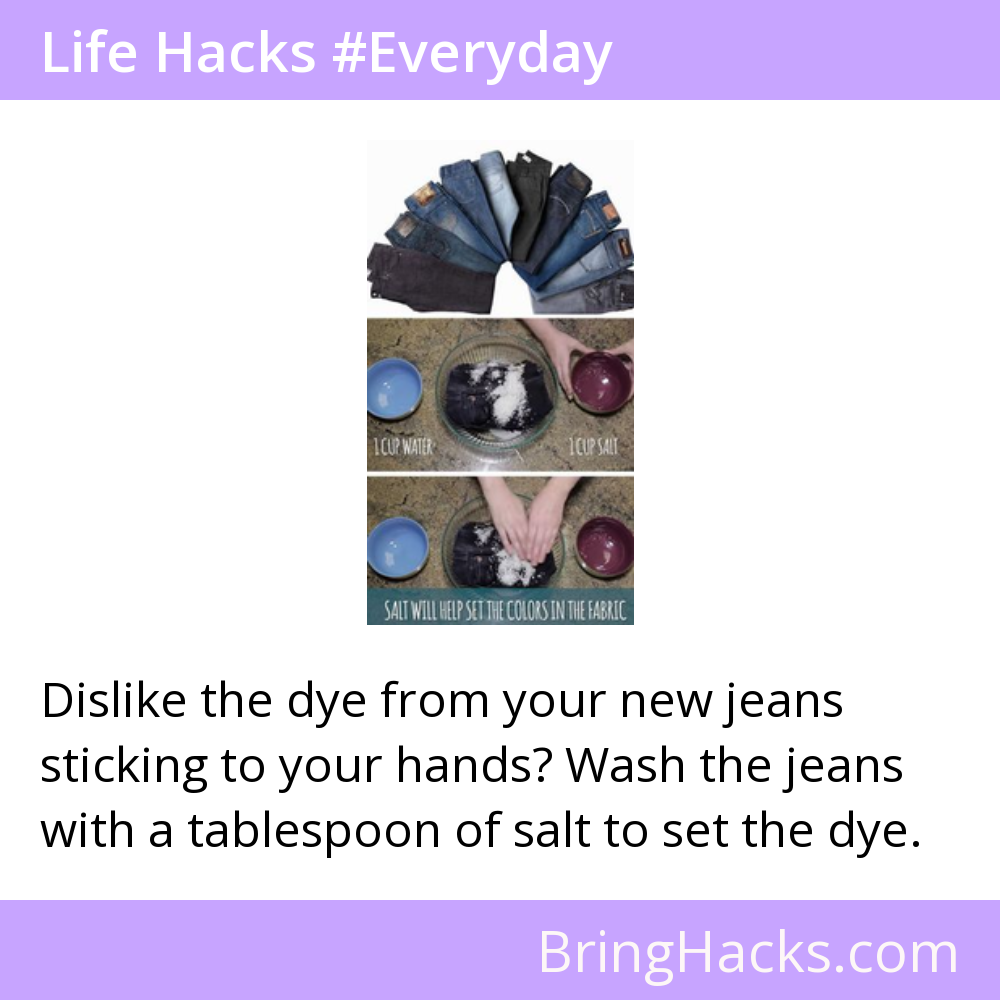 Life Hacks #Everyday
1 CUP WATER
1 CUP SALT
SALT WILL HELP SET THE COLORS IN THE FABRIC
Dislike the dye from your new jeans
sticking to your hands? Wash the jeans
with a tablespoon of salt to set the dye.
BringHacks.com